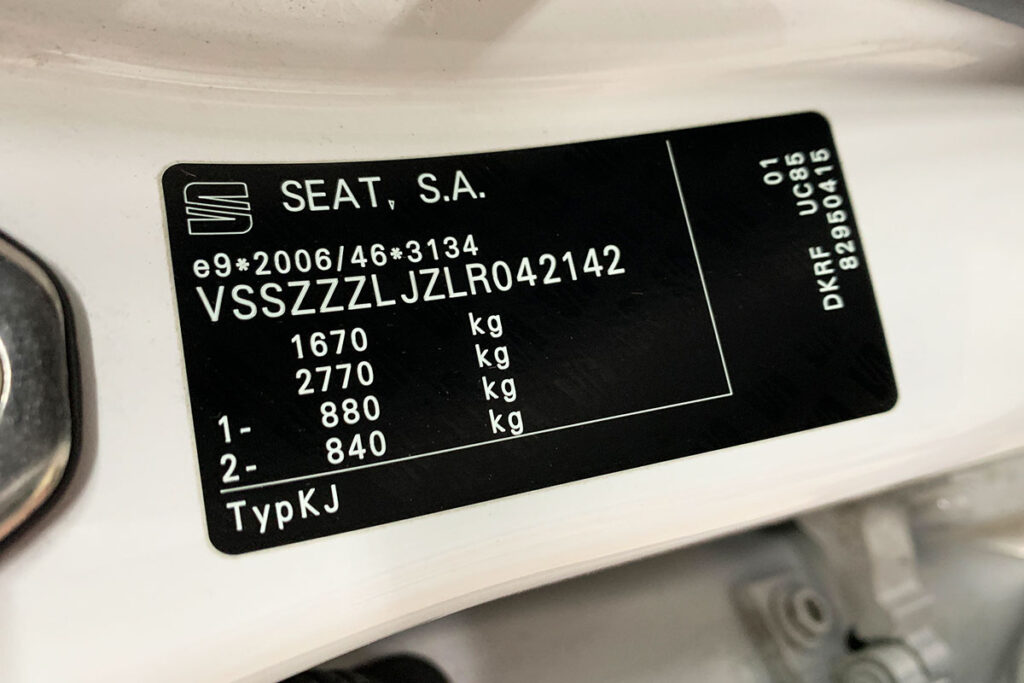 SEAT, S.A.
e9*2006/46*3134
VSSZZZLJZLR042142
1670 kg
2770 kg
1- 880 kg
2- 840 kg
TypKJ
01
UC85
DKRF 82950415